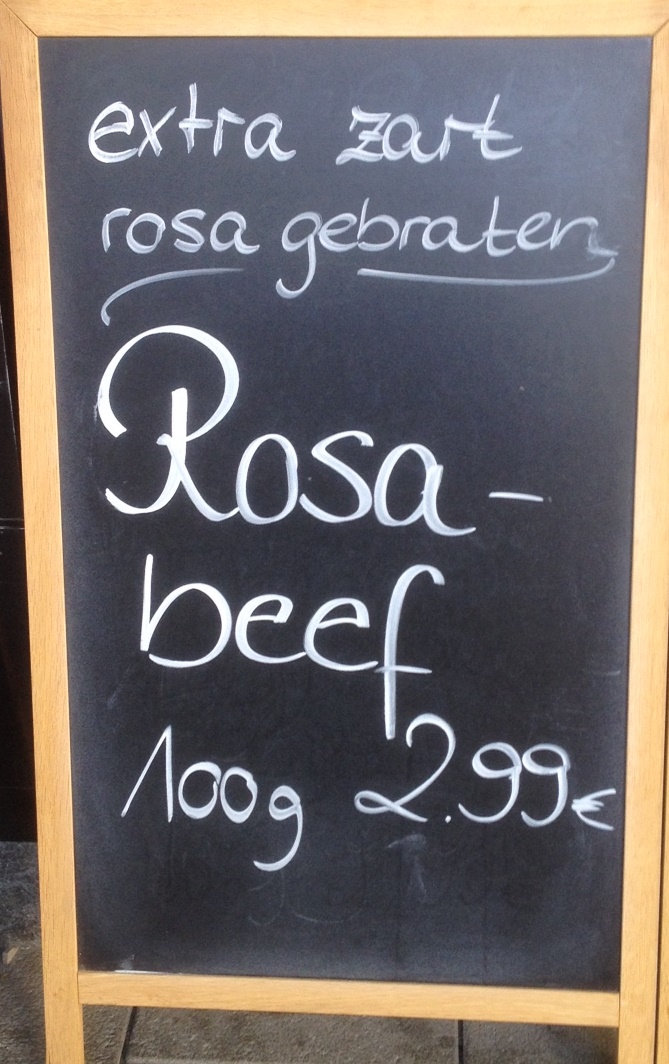 extra zart
rosa gebraten
Rosa-
beef
100g 2.99€